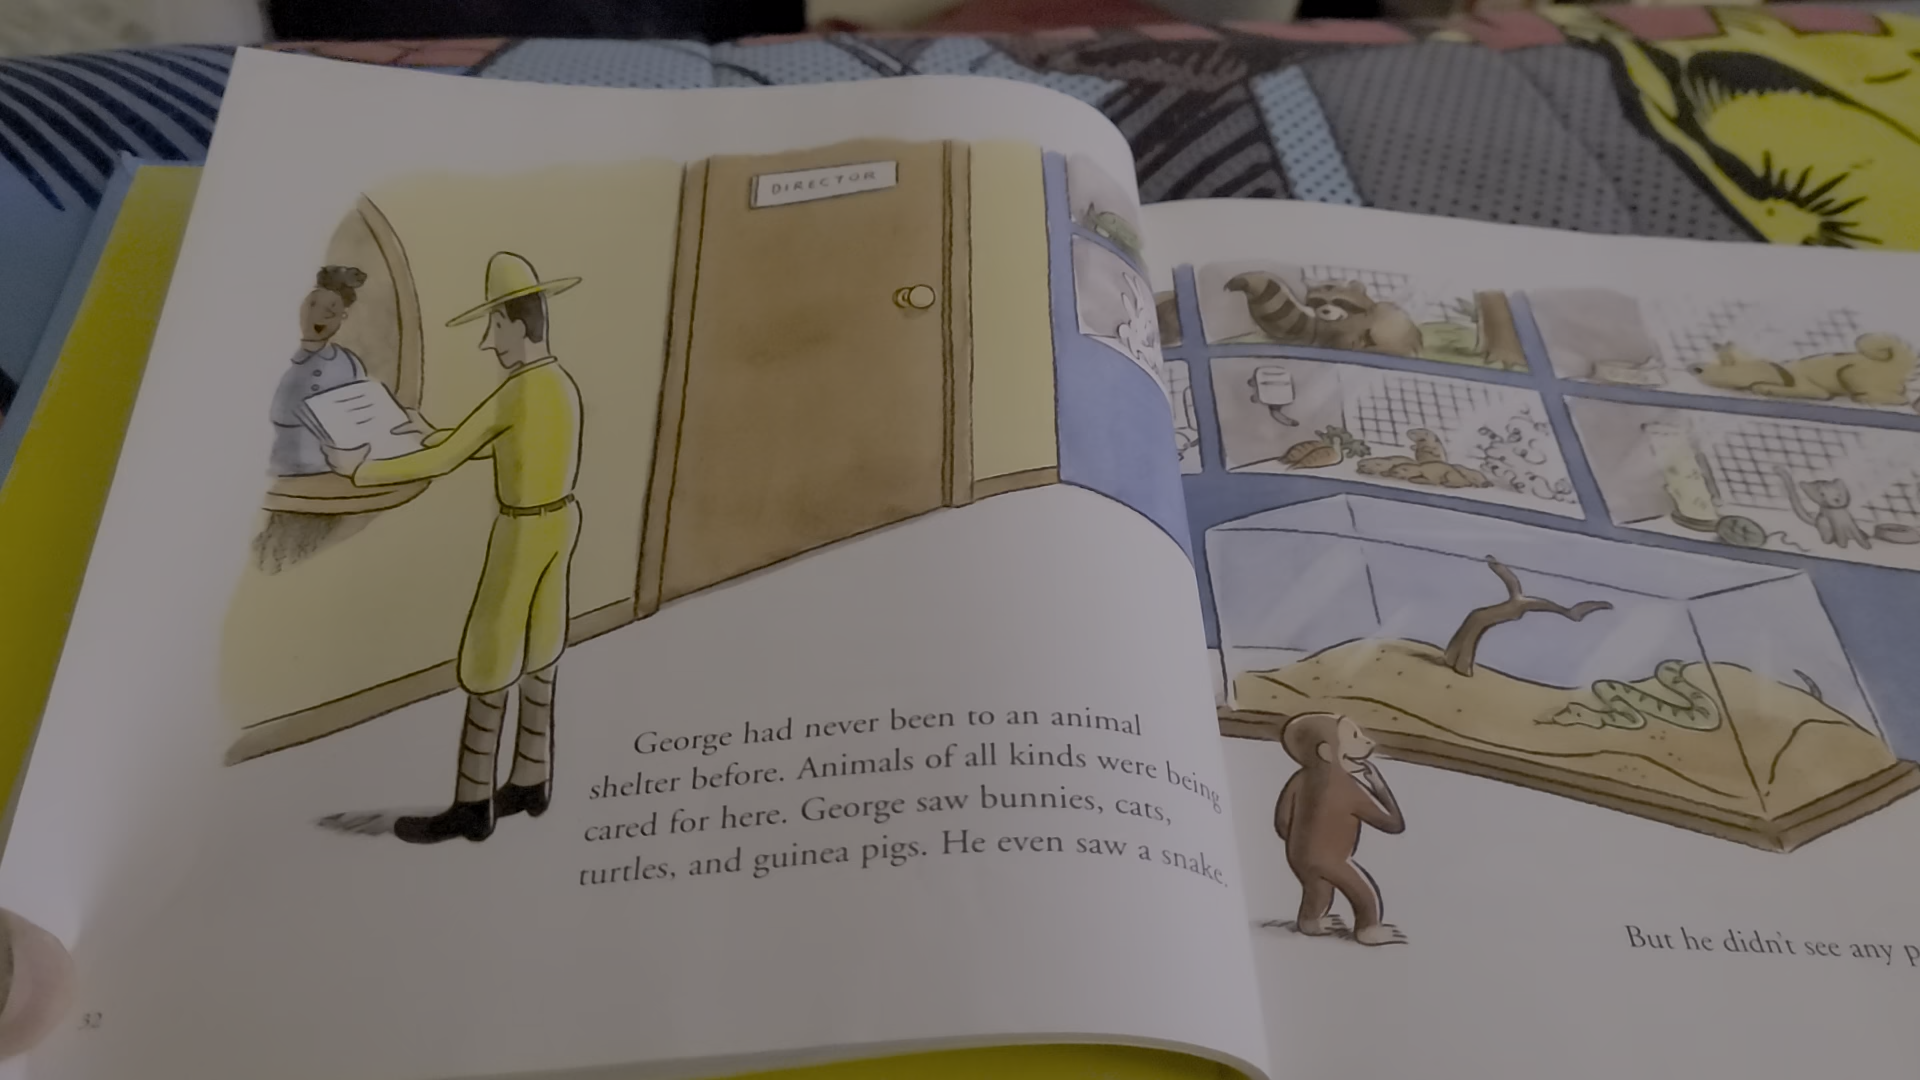 DIRECTOR
George had never been to an animal
shelter before. Animals of all kinds were being
cared for here. George saw bunnies, cats,
turtles, and guinea pigs. He even saw a snake.
32
But he didn't see any